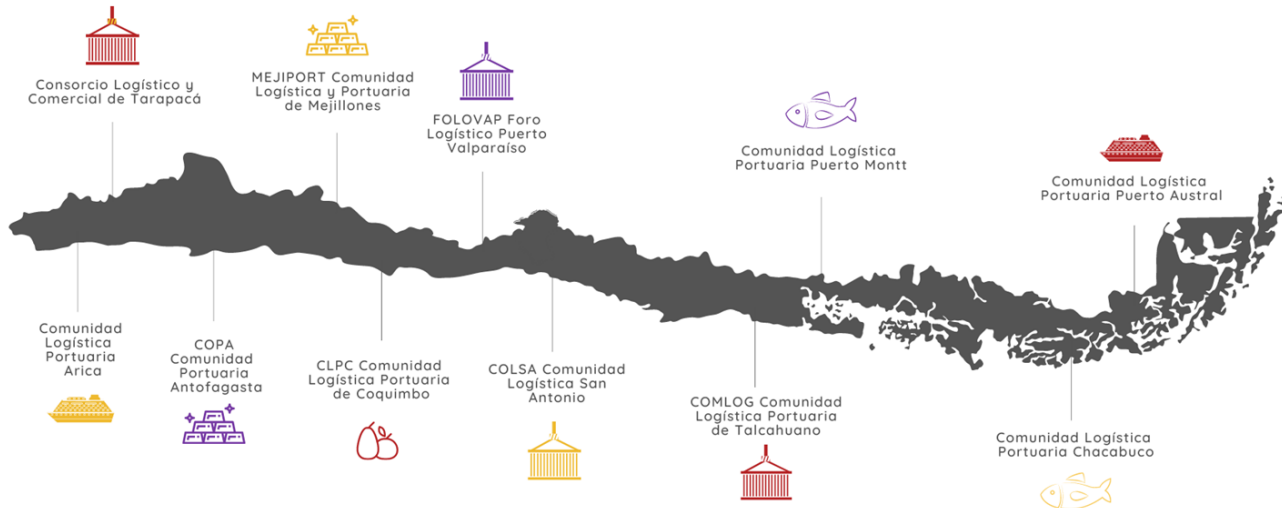 Consorcio Logístico y
Comercial de Tarapacá
MEJIPORT Comunidad
Logística y Portuaria
de Mejillones
FOLOVAP Foro
Logístico Puerto
Valparaíso
Comunidad Logística
Portuaria Puerto Montt
Comunidad Logística
Portuaria Puerto Austral
Comunidad
Logística
Portuaria
Arica
COPA
Comunidad
Portuaria
Antofagasta
CLPC Comunidad
Logística Portuaria
de Coquimbo
COLSA Comunidad
Logística San
Antonio
COMLOG Comunidad
Logística Portuaria
de Talcahuano
Comunidad Logística
Portuaria Chacabuco